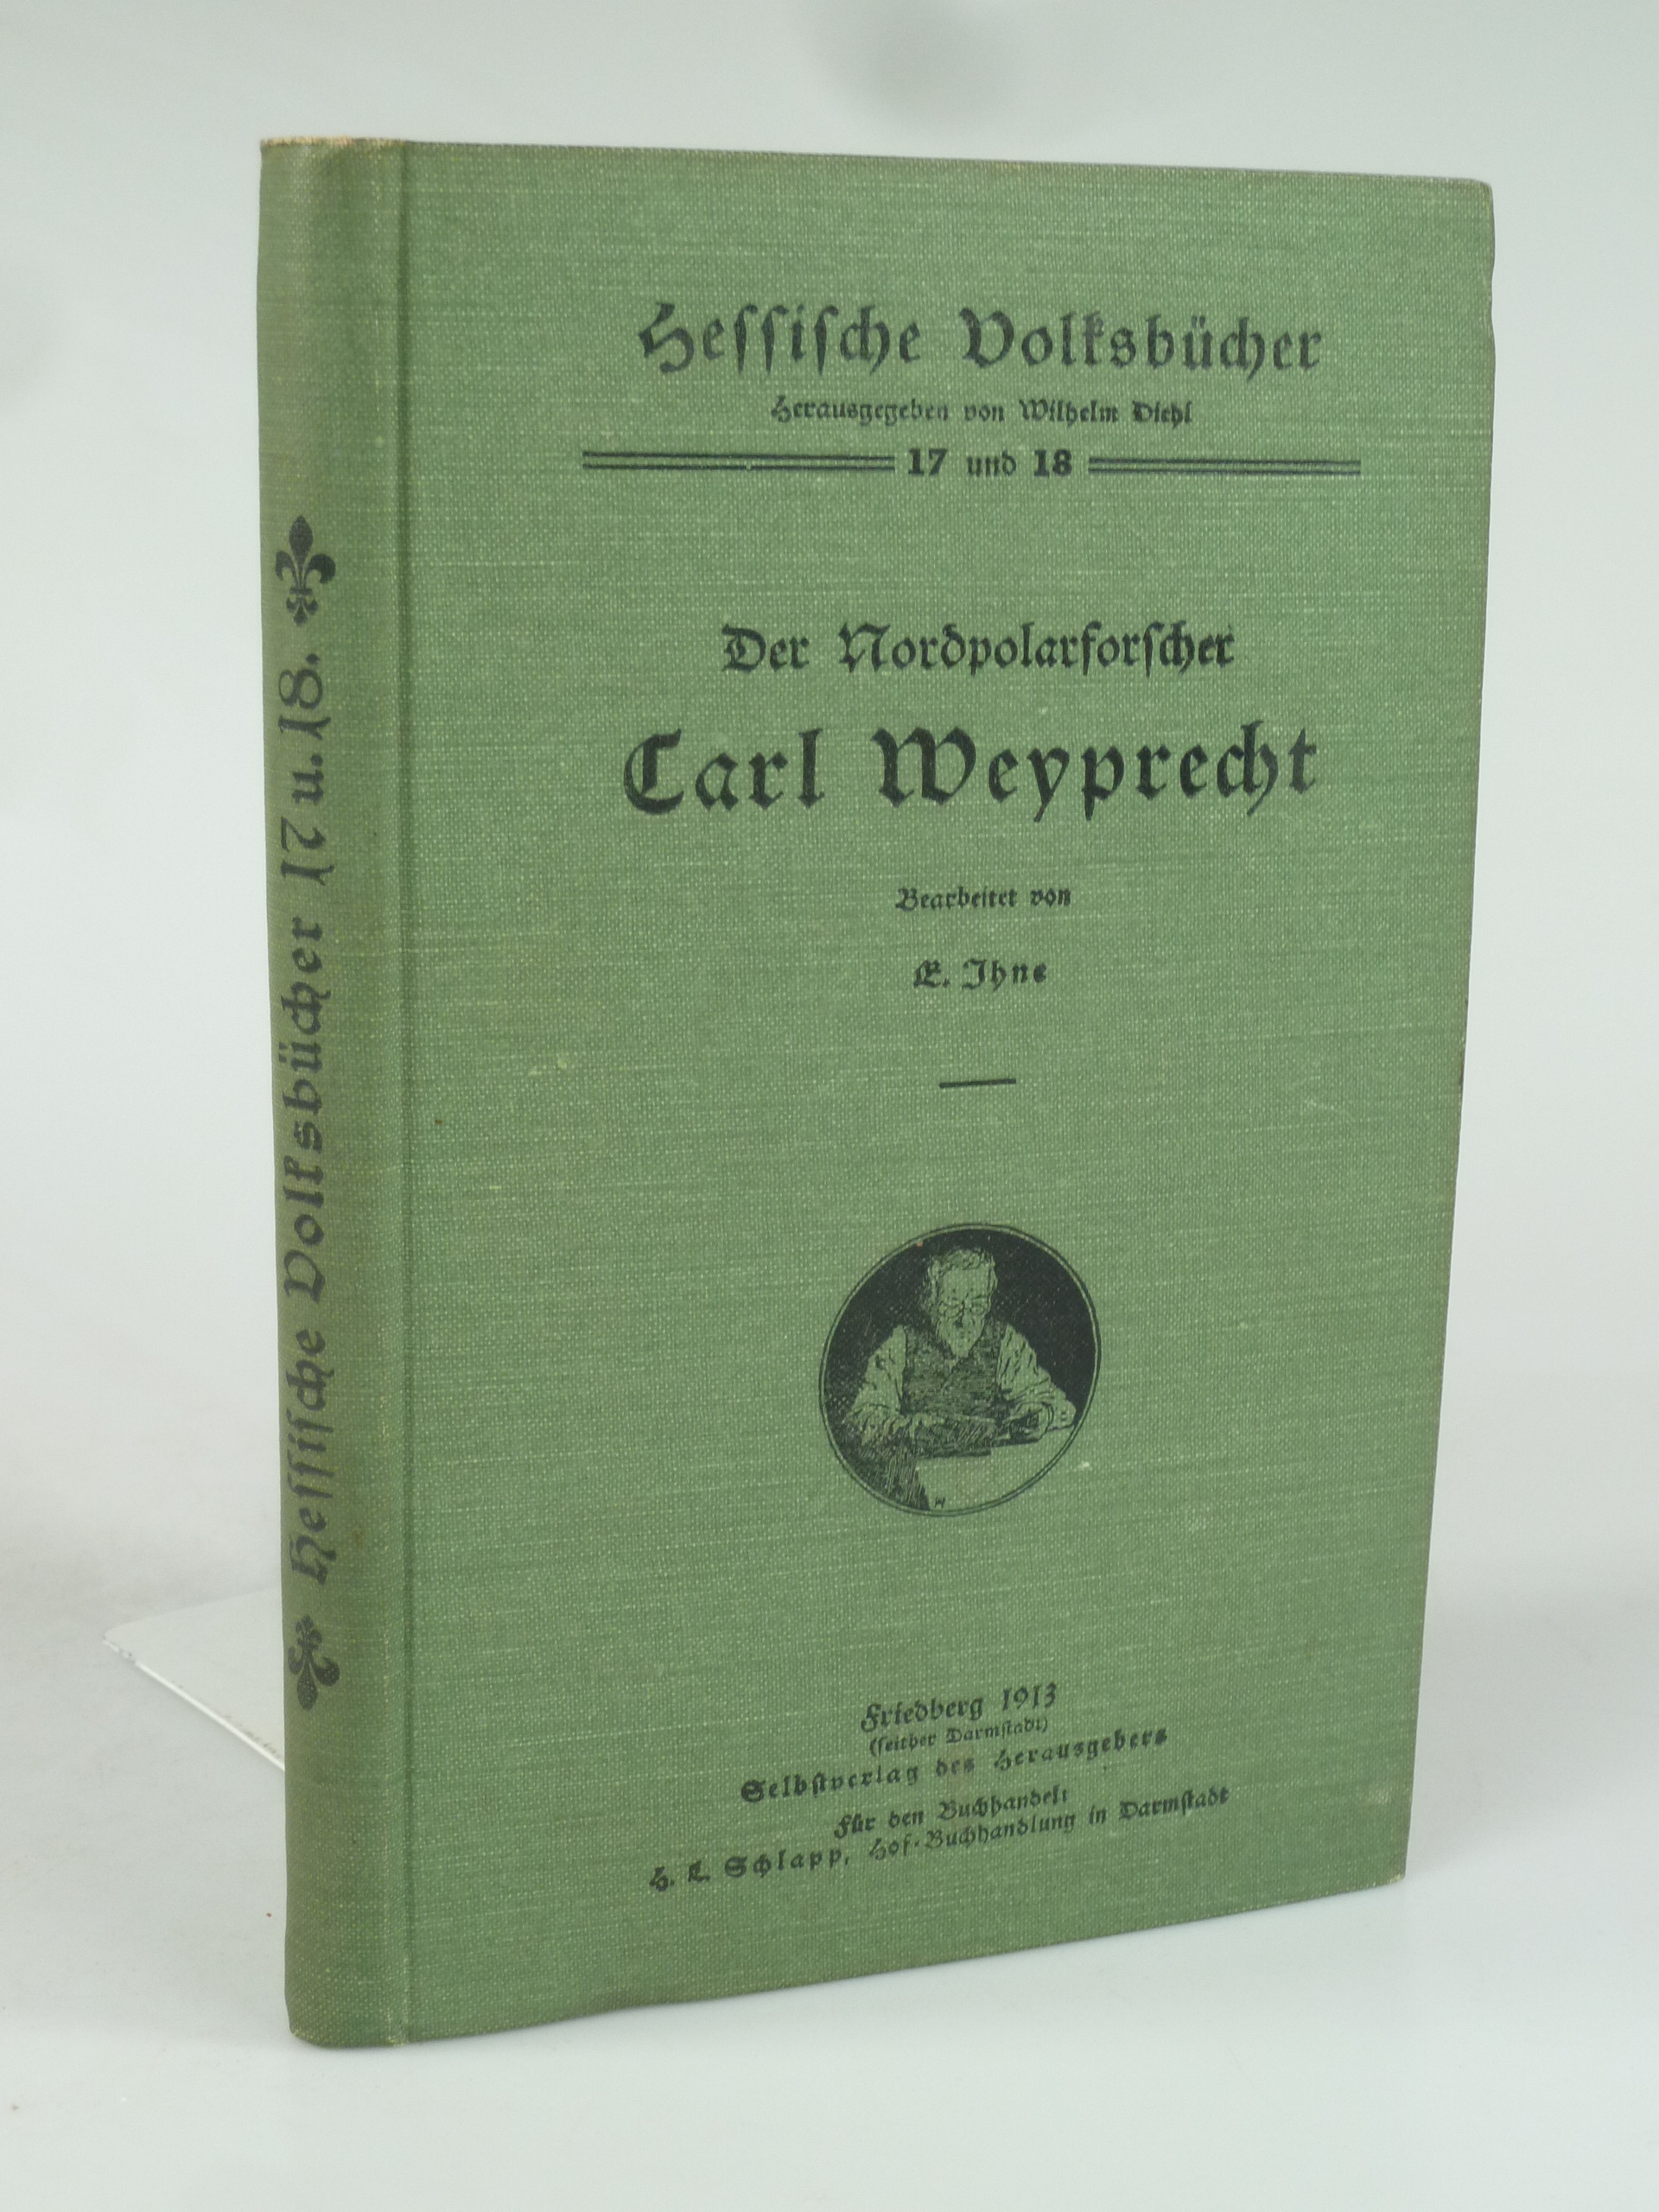 Hessische Volksbücher 17 u. 18.
Hessische Volksbücher
Herausgegeben von Wilhelm Diehl
17 und 18
Der Nordpolarforscher
Carl Weyprecht
Bearbeitet von
E. Ihne
Friedberg 1913
(seither Darmstadt)
Selbstverlag des Herausgebers
Für den Buchhandel:
H. L. Schlapp, Hof-Buchhandlung in Darmstadt